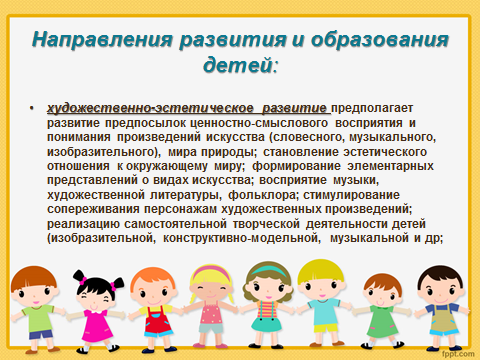 Направления развития и образования
детей:
• художественно-эстетическое развитие предполагает
развитие предпосылок ценностно-смыслового восприятия и
понимания произведений искусства (словесного, музыкального,
изобразительного), мира природы; становление эстетического
отношения к окружающему миру; формирование элементарных
представлений о видах искусства; восприятие музыки,
художественной литературы, фольклора; стимулирование
сопереживания персонажам художественных произведений;
реализацию самостоятельной творческой деятельности детей
(изобразительной, конструктивно-модельной, музыкальной и др;
fppt.com